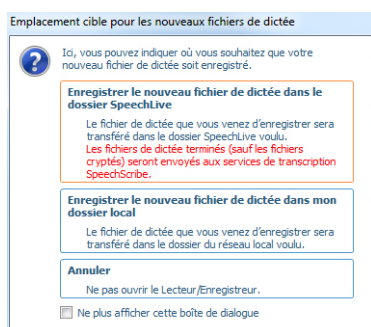 Emplacement cible pour les nouveaux fichiers de dictée
Ici, vous pouvez indiquer où vous souhaitez que votre
nouveau fichier de dictée soit enregistré.
Enregistrer le nouveau fichier de dictée dans le
dossier SpeechLive
Le fichier de dictée que vous venez d'enregistrer sera
transféré dans le dossier SpeechLive voulu.
Les fichiers de dictée terminés (sauf les fichiers
cryptés) seront envoyés aux services de transcription
SpeechScribe.
Enregistrer le nouveau fichier de dictée dans mon
dossier local
Le fichier de dictée que vous venez d'enregistrer sera
transféré dans le dossier du réseau local voulu.
Annuler
Ne pas ouvrir le Lecteur/Enregistreur.
Ne plus afficher cette boîte de dialogue